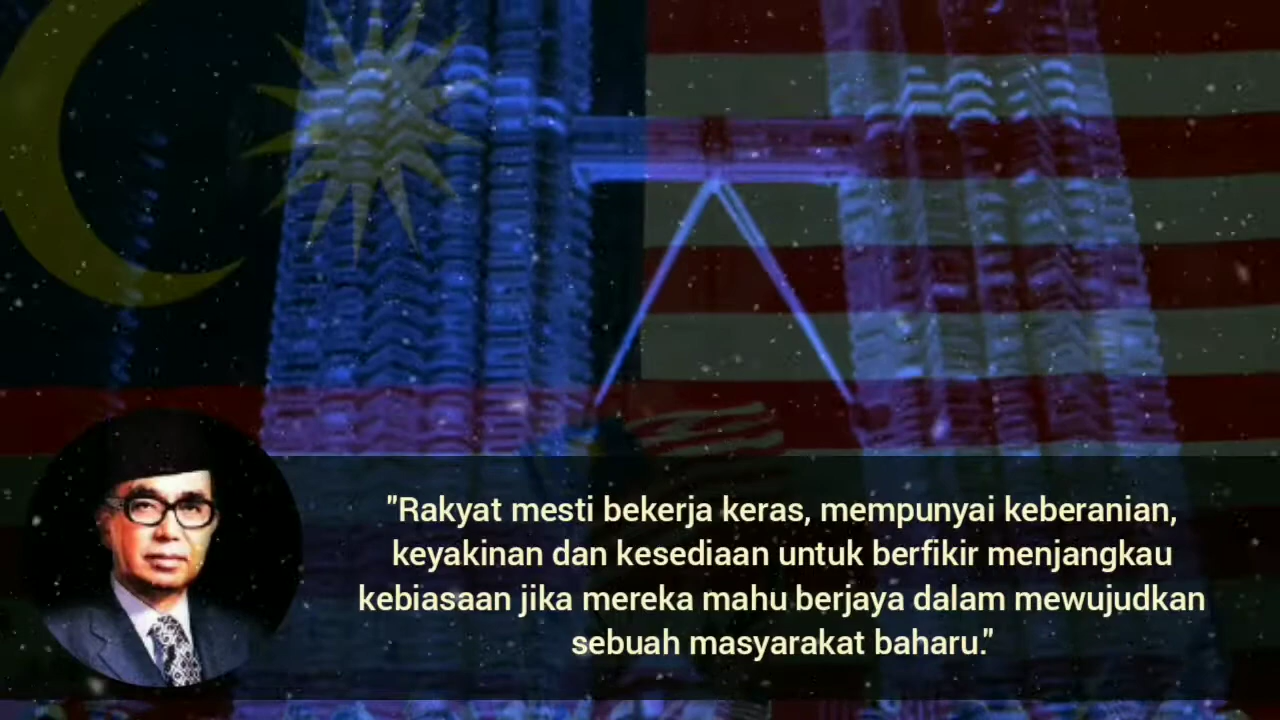 "Rakyat mesti bekerja keras, mempunyai keberanian,
keyakinan dan kesediaan untuk berfikir menjangkau
kebiasaan jika mereka mahu berjaya dalam mewujudkan
sebuah masyarakat baharu."